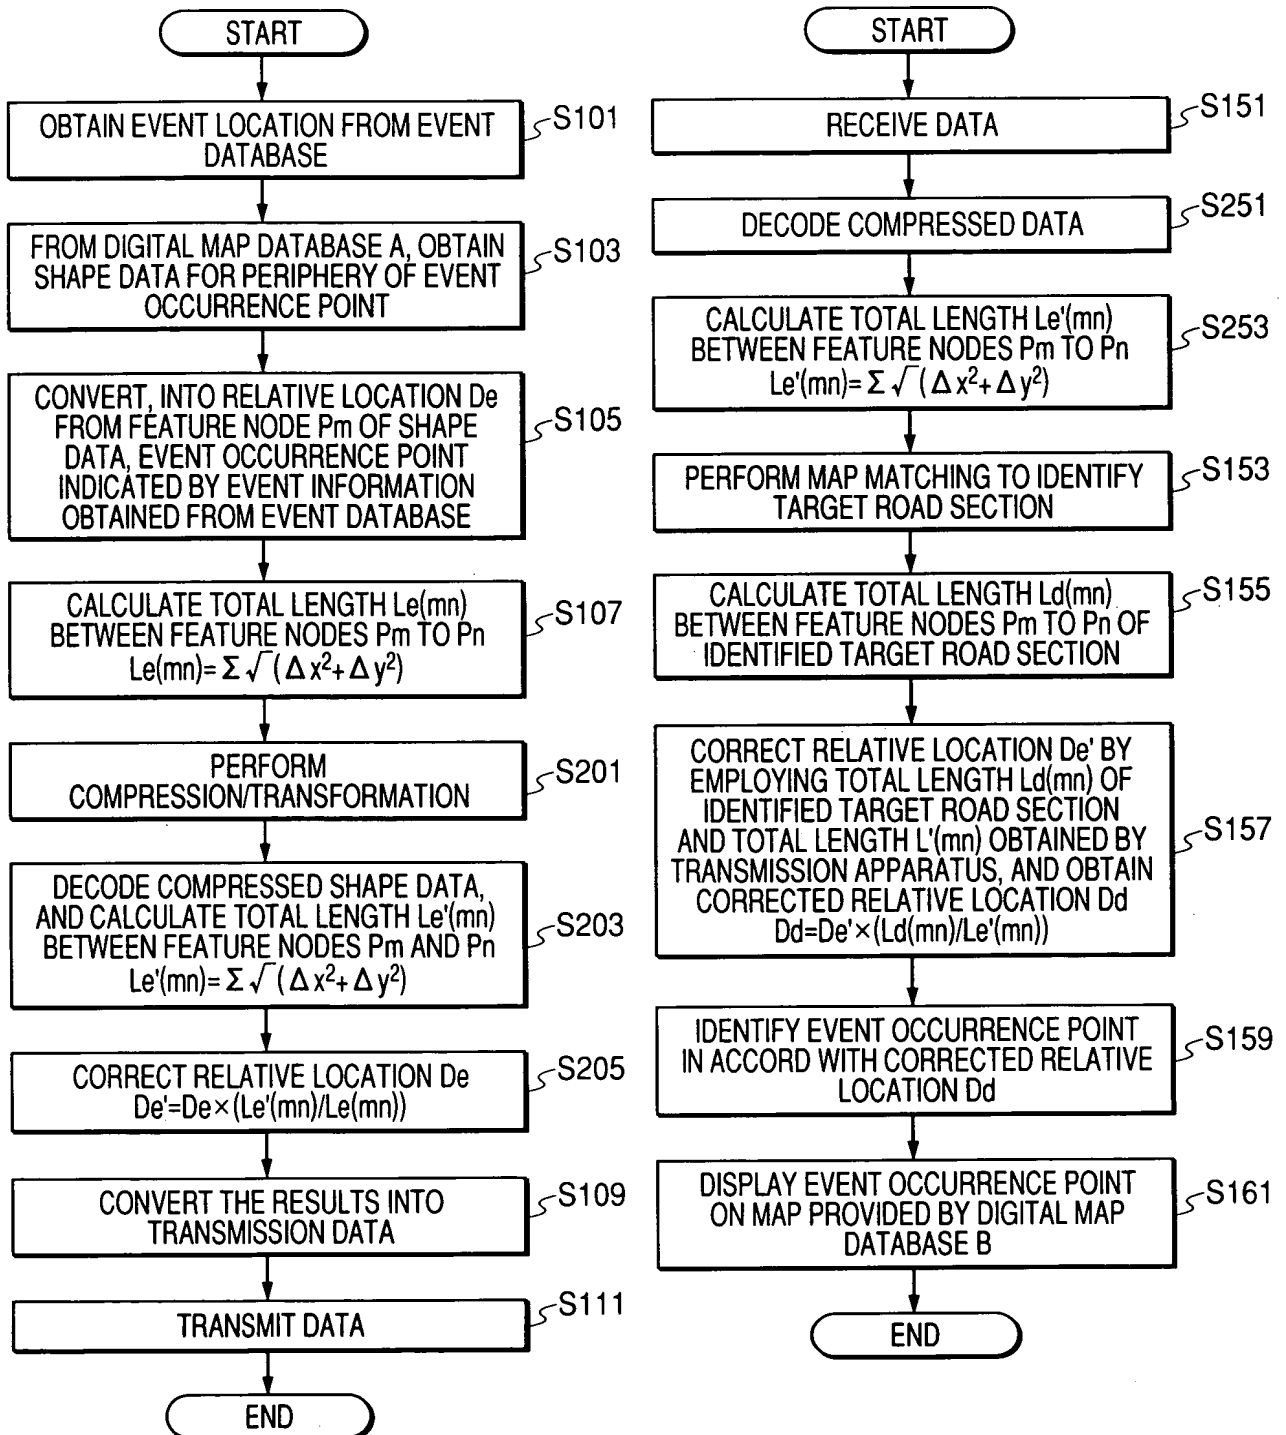 START
OBTAIN EVENT LOCATION FROM EVENT
DATABASE
S101
FROM DIGITAL MAP DATABASE A, OBTAIN
SHAPE DATA FOR PERIPHERY OF EVENT
OCCURRENCE POINT
S103
CONVERT, INTO RELATIVE LOCATION De
FROM FEATURE NODE Pm OF SHAPE
DATA, EVENT OCCURRENCE POINT
INDICATED BY EVENT INFORMATION
OBTAINED FROM EVENT DATABASE
S105
CALCULATE TOTAL LENGTH Le(mn)
BETWEEN FEATURE NODES Pm TO Pn
Le(mn)=Σ√(Δx²+Δy²)
S107
PERFORM
COMPRESSION/TRANSFORMATION
S201
DECODE COMPRESSED SHAPE DATA,
AND CALCULATE TOTAL LENGTH Le'(mn)
BETWEEN FEATURE NODES Pm AND Pn
Le'(mn)=Σ√(Δx²+Δy²)
S203
CORRECT RELATIVE LOCATION De
De'=De×(Le'(mn)/Le(mn))
S205
CONVERT THE RESULTS INTO
TRANSMISSION DATA
S109
TRANSMIT DATA
S111
END
START
RECEIVE DATA
S151
DECODE COMPRESSED DATA
S251
CALCULATE TOTAL LENGTH Le'(mn)
BETWEEN FEATURE NODES Pm TO Pn
Le'(mn)=Σ√(Δx²+Δy²)
S253
PERFORM MAP MATCHING TO IDENTIFY
TARGET ROAD SECTION
S153
CALCULATE TOTAL LENGTH Ld(mn)
BETWEEN FEATURE NODES Pm TO Pn OF
IDENTIFIED TARGET ROAD SECTION
S155
CORRECT RELATIVE LOCATION De' BY
EMPLOYING TOTAL LENGTH Ld(mn) OF
IDENTIFIED TARGET ROAD SECTION
AND TOTAL LENGTH L'(mn) OBTAINED BY
TRANSMISSION APPARATUS, AND OBTAIN
CORRECTED RELATIVE LOCATION Dd
Dd=De'×(Ld(mn)/Le'(mn))
S157
IDENTIFY EVENT OCCURRENCE POINT
IN ACCORD WITH CORRECTED RELATIVE
LOCATION Dd
S159
DISPLAY EVENT OCCURRENCE POINT
ON MAP PROVIDED BY DIGITAL MAP
DATABASE B
S161
END